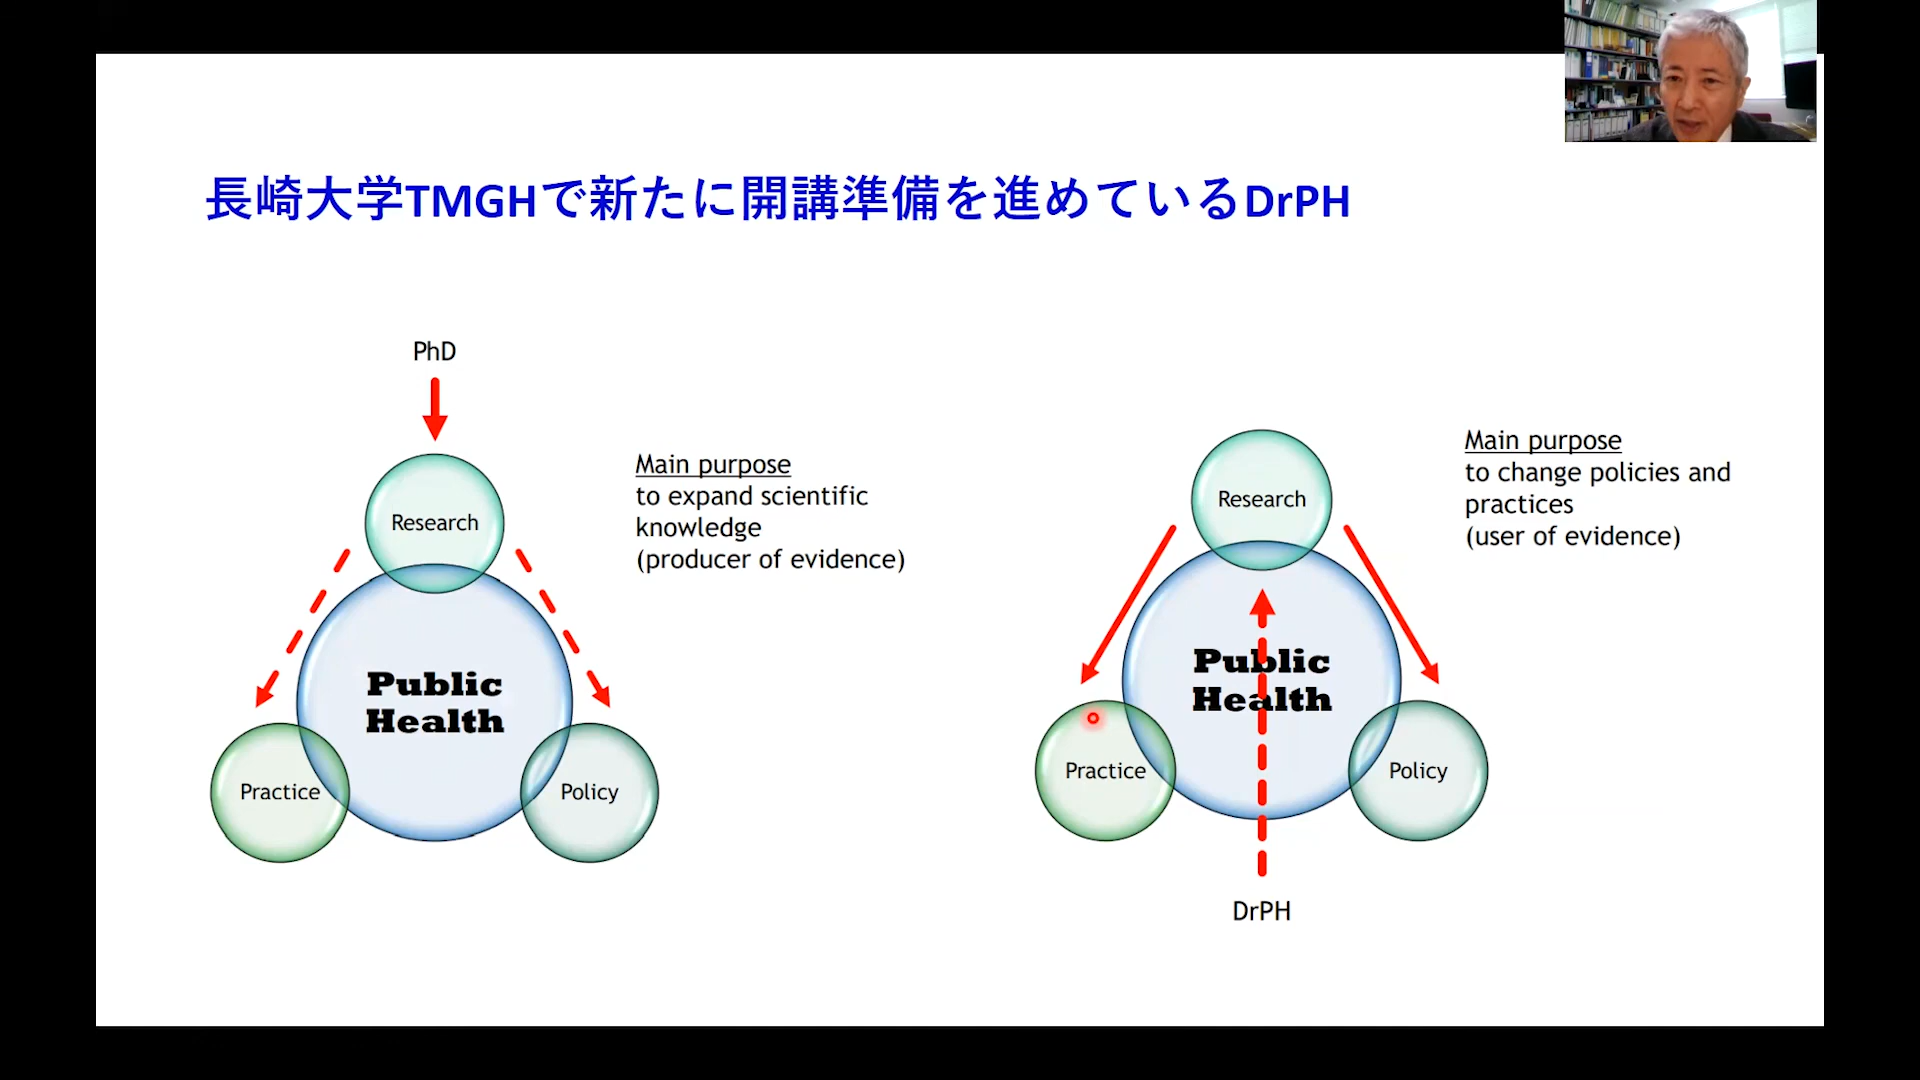 長崎大学TMGHで新たに開講準備を進めているDrPH
PhD
Research
Public
Health
Practice
Policy
Main purpose
to expand scientific
knowledge
(producer of evidence)
Research
Public
Health
Practice
Policy
DrPH
Main purpose
to change policies and
practices
(user of evidence)